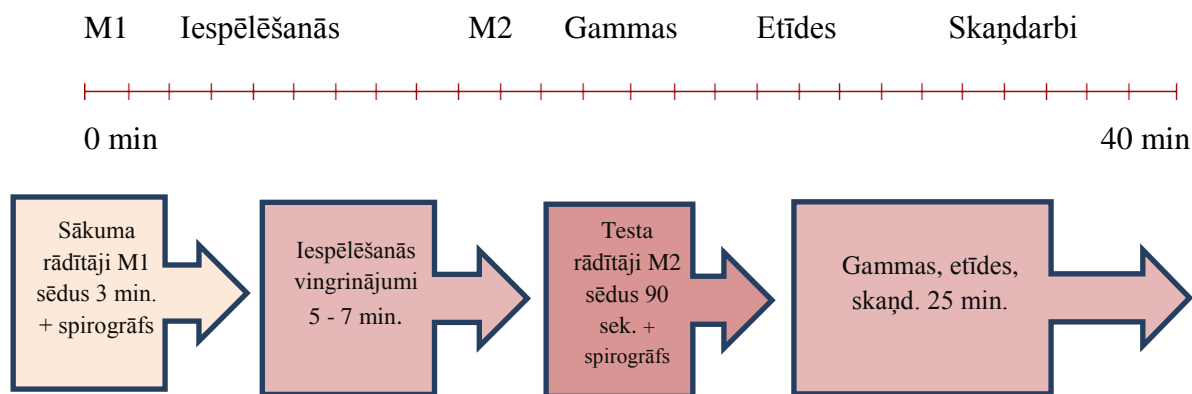 M1 Iespēlēšanās M2 Gammas Etīdes Skaņdarbi
0 min 40 min
Sākuma
rādītāji M1
sēdus 3 min.
+ spirogrāfs
Iespēlēšanās
vingrinājumi
5 - 7 min.
Testa
rādītāji M2
sēdus 90
sek. +
spirogrāfs
Gammas, etīdes,
skaņd. 25 min.